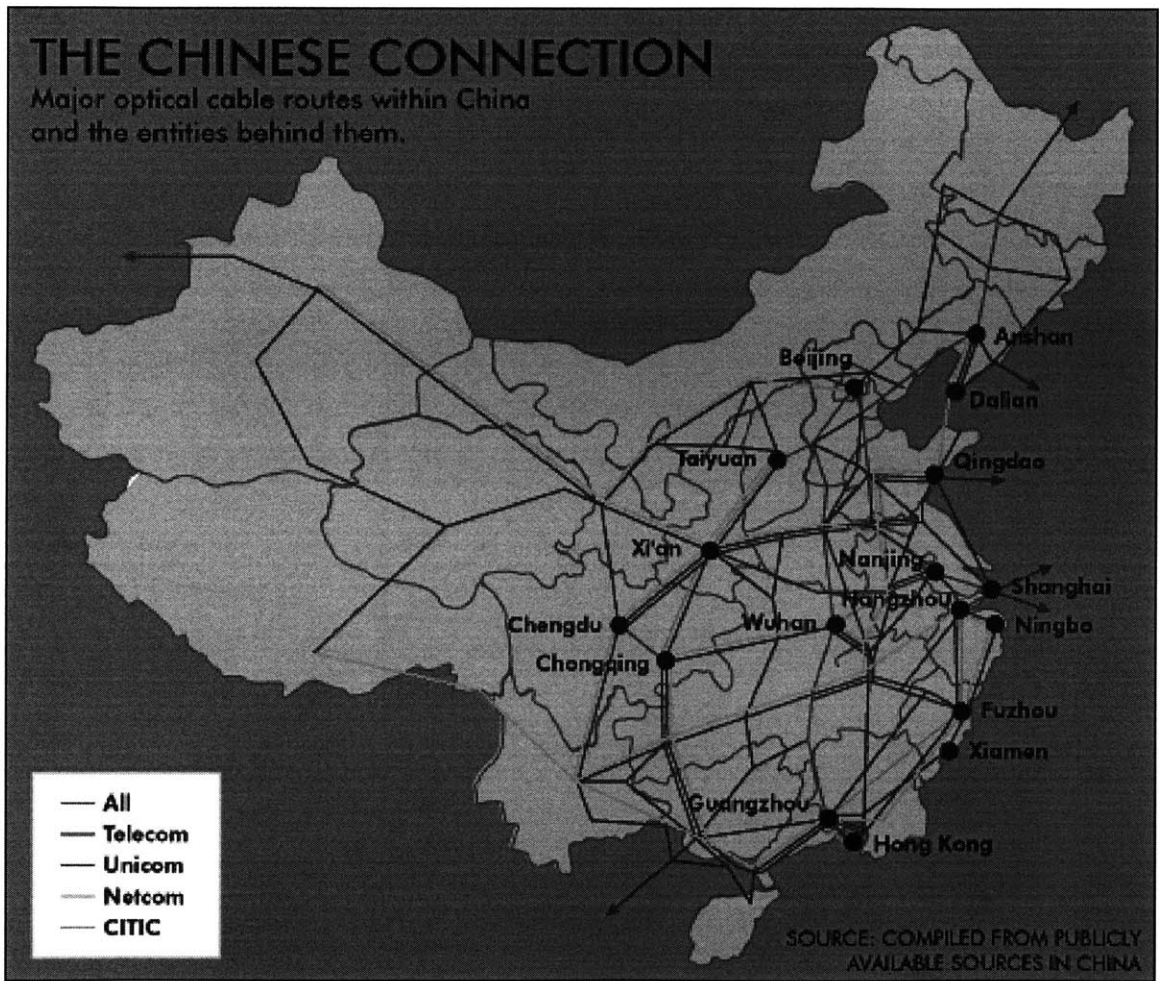 THE CHINESE CONNECTION
Major optical cable routes within China
and the entities behind them.
Anshan
Beijing
Dalian
Taiyuan
Qingdao
Xi'an
Nanjing
Shanghai
Hangzhou
Chengdu
Wuhan
Ningbo
Chongqing
Fuzhou
Xiamen
Guangzhou
Hong Kong
All
Telecom
Unicom
Netcom
CITIC
SOURCE: COMPILED FROM PUBLICLY
AVAILABLE SOURCES IN CHINA